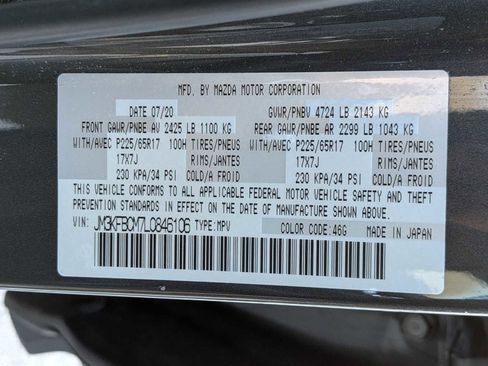 MFD. BY MAZDA MOTOR CORPORATION
DATE 07/20 GVWR/PNBV 4724 LB 2143 KG
FRONT GAWR/PNBE AV 2425 LB 1100 KG REAR GAWR/PNBE AR 2299 LB 1043 KG
WITH/AVEC P225/65R17 100H TIRES/PNEUS WITH/AVEC P225/65R17 100H TIRES/PNEUS
17X7J RIMS/JANTES 17X7J RIMS/JANTES
230 KPA/34 PSI COLD/A FROID 230 KPA/34 PSI COLD/A FROID
THIS VEHICLE CONFORMS TO ALL APPLICABLE FEDERAL MOTOR VEHICLE SAFETY AND THEFT
PREVENTION STANDARDS IN EFFECT ON THE DATE OF MANUFACTURE SHOWN ABOVE.
JM3KFBCM7L0846106 TYPE:MPV COLOR CODE:46G MADE IN JAPAN